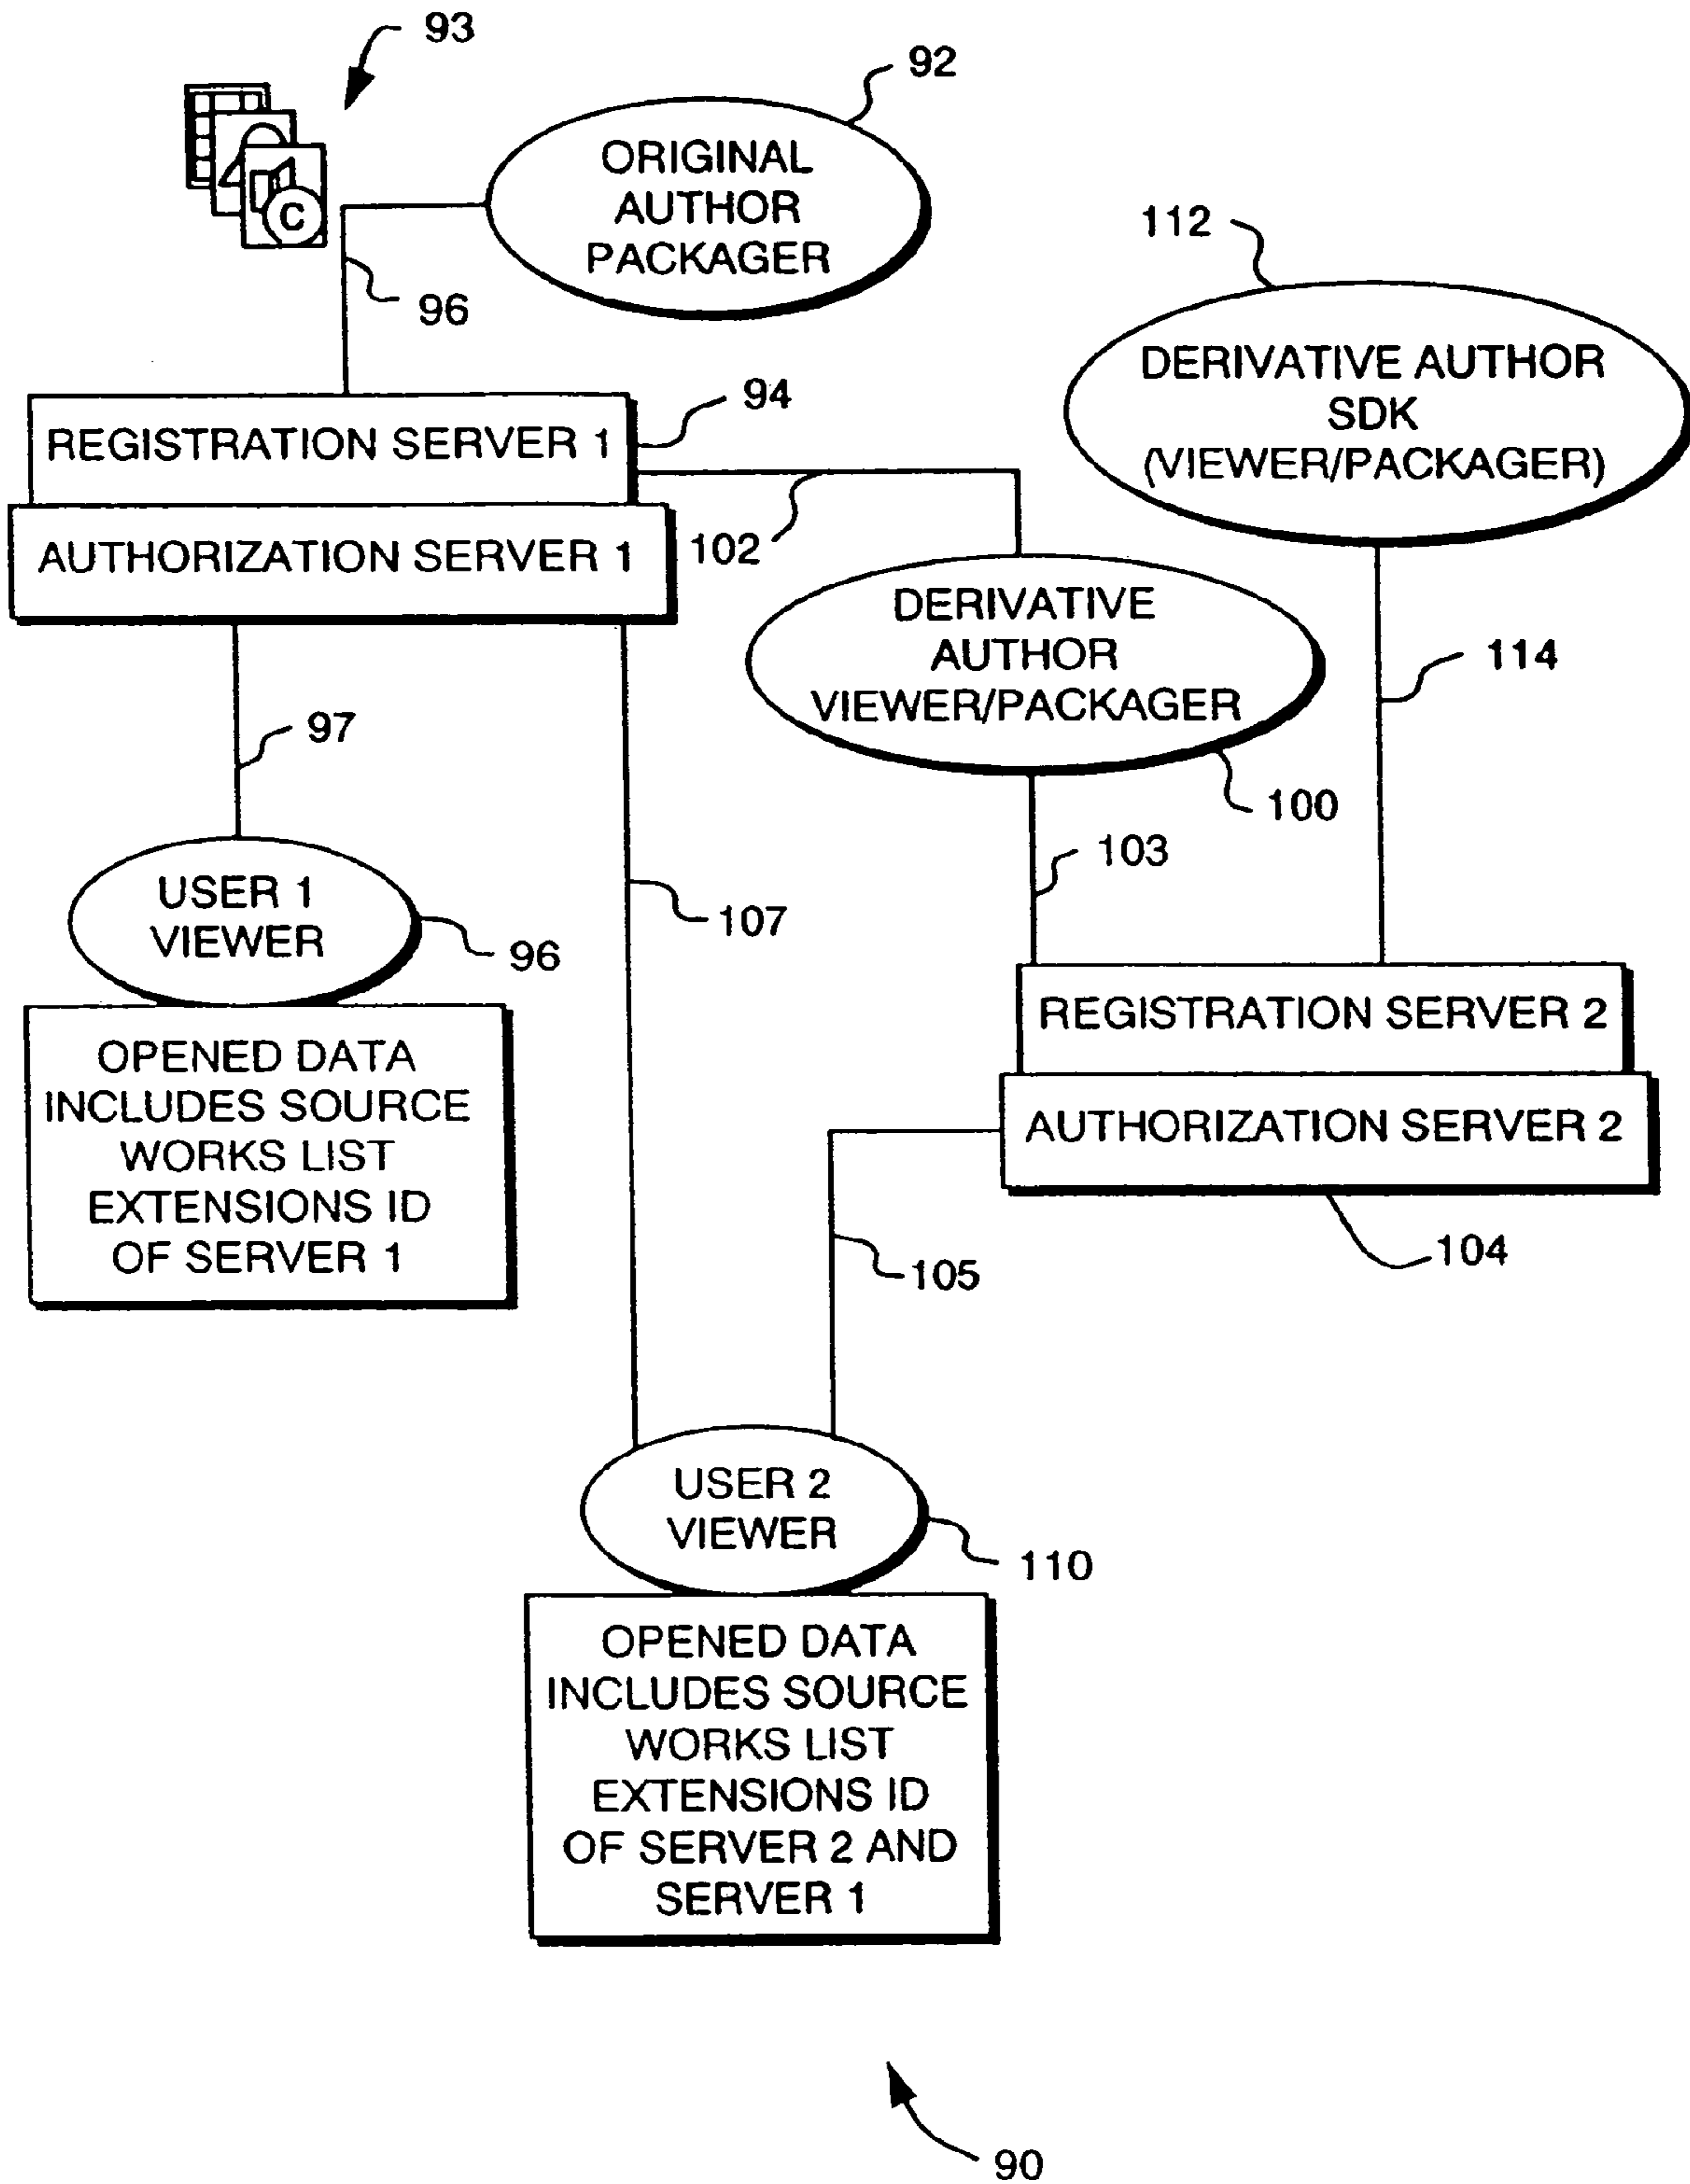 93
92
ORIGINAL
AUTHOR
PACKAGER
C
96
112
DERIVATIVE AUTHOR
SDK
(VIEWER/PACKAGER)
94
REGISTRATION SERVER 1
AUTHORIZATION SERVER 1
102
DERIVATIVE
AUTHOR
VIEWER/PACKAGER
114
97
100
103
USER 1
VIEWER
96
107
OPENED DATA
INCLUDES SOURCE
WORKS LIST
EXTENSIONS ID
OF SERVER 1
REGISTRATION SERVER 2
AUTHORIZATION SERVER 2
104
105
USER 2
VIEWER
110
OPENED DATA
INCLUDES SOURCE
WORKS LIST
EXTENSIONS ID
OF SERVER 2 AND
SERVER 1
90